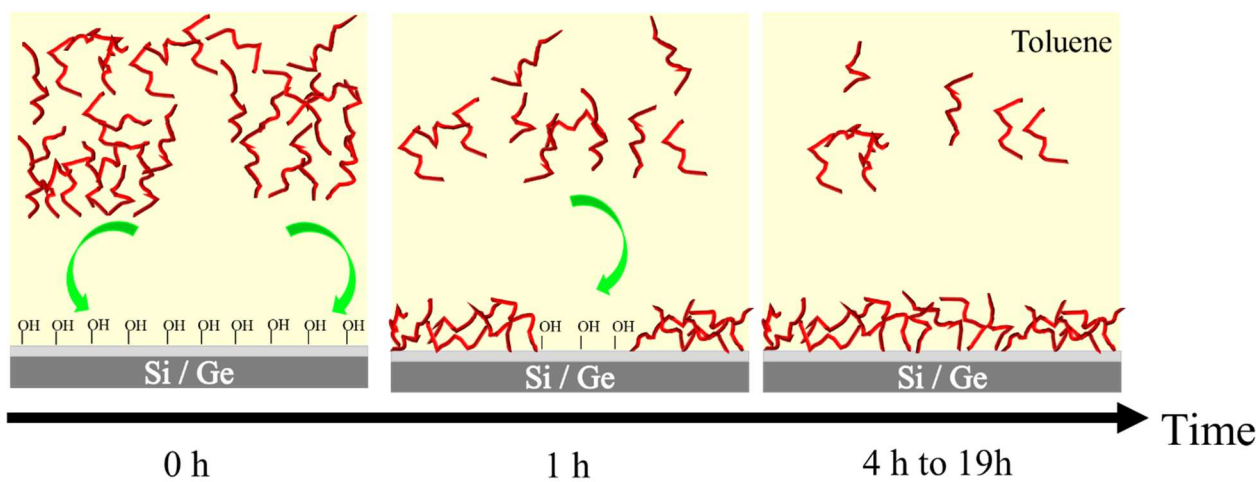 Toluene
OH OH OH OH OH OH OH OH OH OH
OH OH OH
Si / Ge
Si / Ge
Si / Ge
Time
0 h
1 h
4 h to 19h